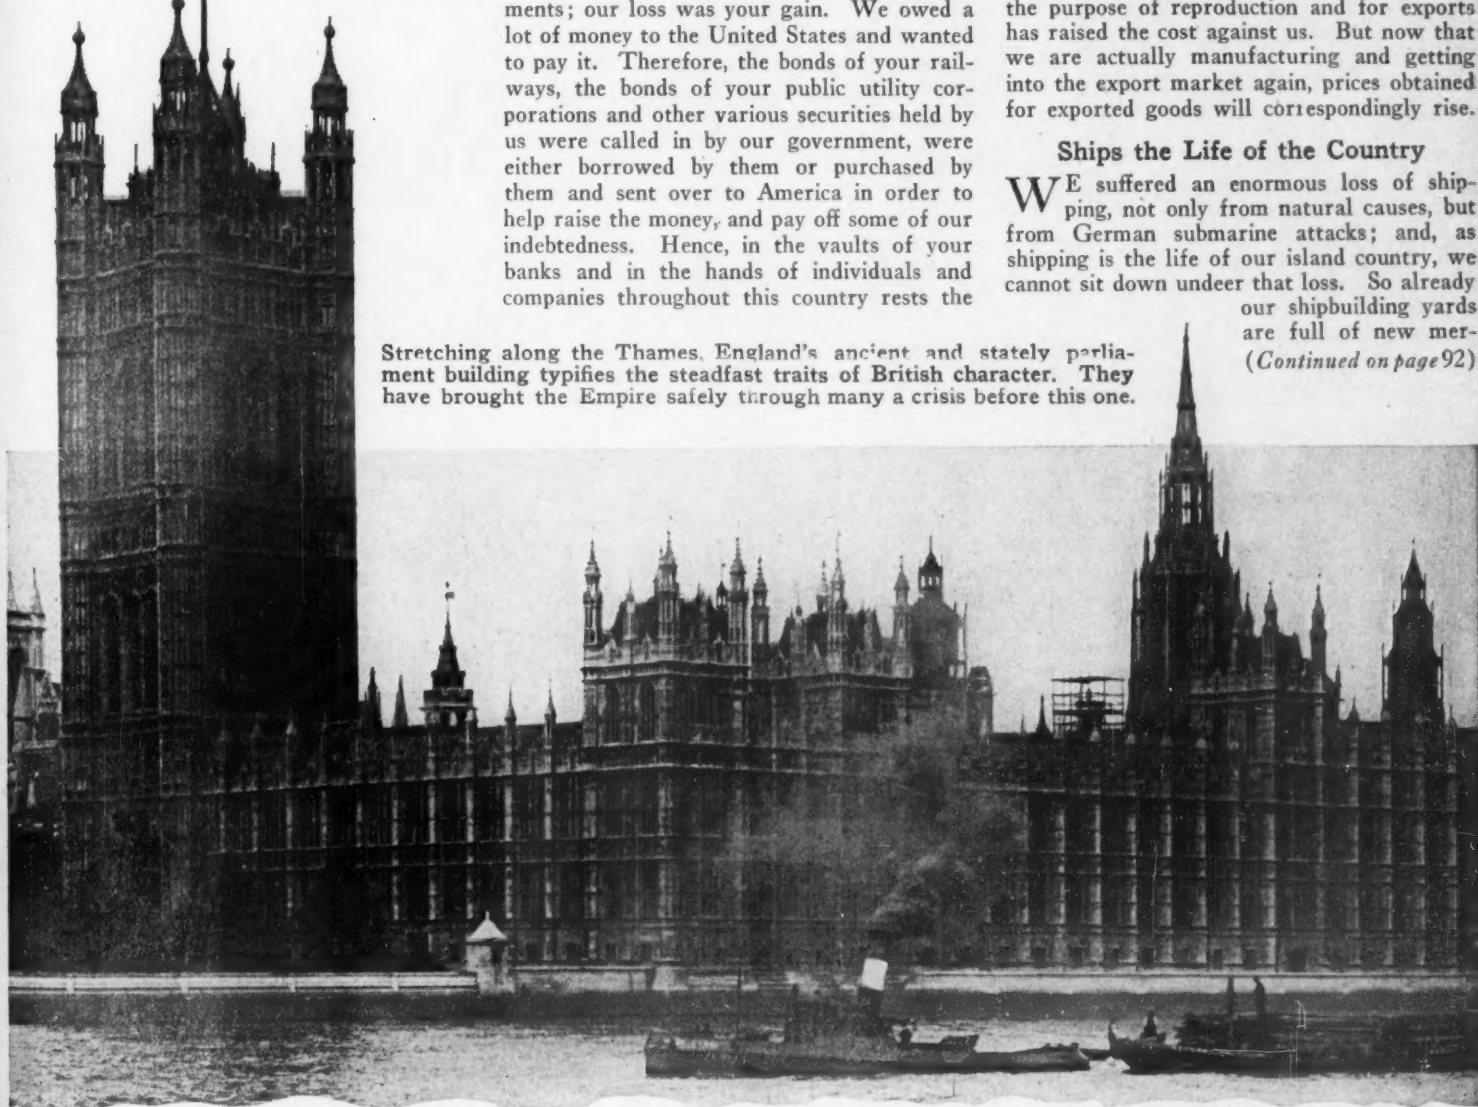 ments; our loss was your gain. We owed a
lot of money to the United States and wanted
to pay it. Therefore, the bonds of your rail-
ways, the bonds of your public utility cor-
porations and other various securities held by
us were called in by our government, were
either borrowed by them or purchased by
them and sent over to America in order to
help raise the money, and pay off some of our
indebtedness. Hence, in the vaults of your
banks and in the hands of individuals and
companies throughout this country rests the
the purpose of reproduction and for exports
has raised the cost against us. But now that
we are actually manufacturing and getting
into the export market again, prices obtained
for exported goods will correspondingly rise.
Ships the Life of the Country
WE suffered an enormous loss of ship-
ping, not only from natural causes, but
from German submarine attacks; and, as
shipping is the life of our island country, we
cannot sit down undeer that loss. So already
our shipbuilding yards
are full of new mer-
(Continued on page 92)
Stretching along the Thames, England's ancient and stately parlia-
ment building typifies the steadfast traits of British character. They
have brought the Empire safely through many a crisis before this one.